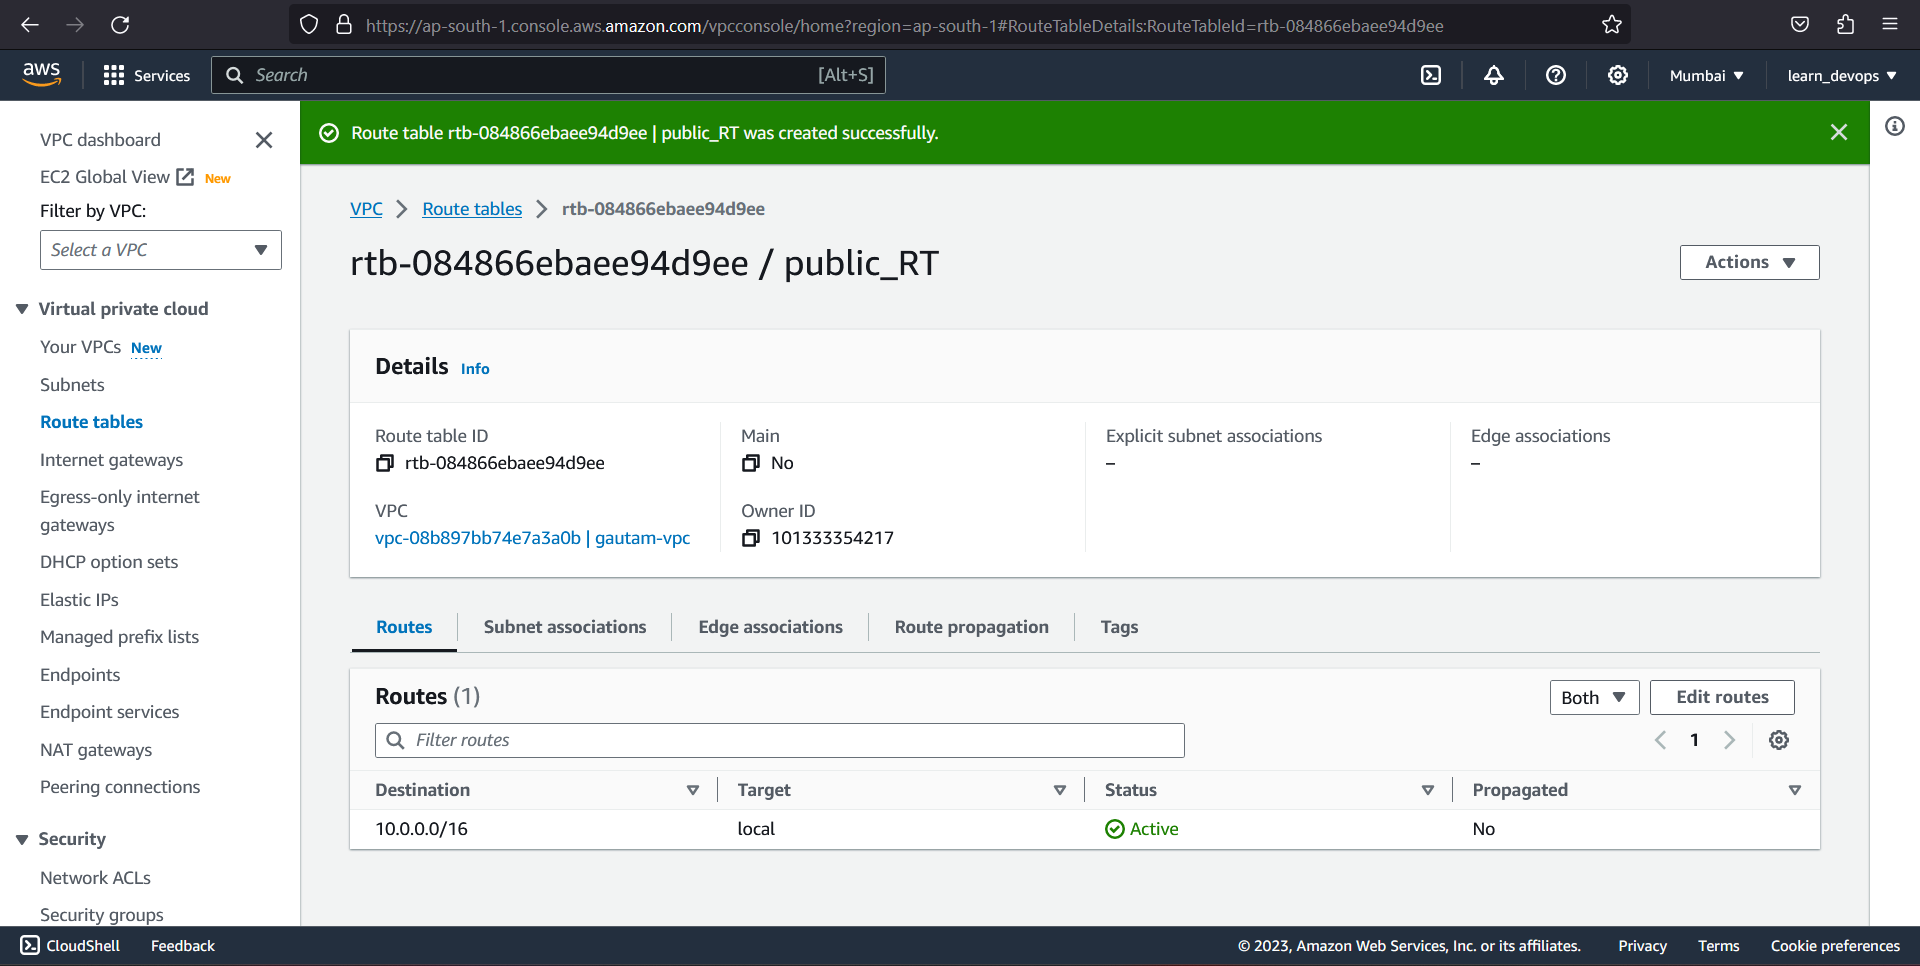 https://ap-south-1.console.aws.amazon.com/vpcconsole/home?region=ap-south-1#RouteTableDetails:RouteTableId=rtb-084866ebaee94d9ee
aws
Services
Search
[Alt+S]
Mumbai
learn_devops
VPC dashboard
EC2 Global View New
Filter by VPC:
Select a VPC
Virtual private cloud
Your VPCs New
Subnets
Route tables
Internet gateways
Egress-only internet
gateways
DHCP option sets
Elastic IPs
Managed prefix lists
Endpoints
Endpoint services
NAT gateways
Peering connections
Security
Network ACLs
Security groups
Route table rtb-084866ebaee94d9ee | public_RT was created successfully.
VPC > Route tables > rtb-084866ebaee94d9ee
rtb-084866ebaee94d9ee / public_RT
Actions
Details Info
Route table ID
rtb-084866ebaee94d9ee
Main
No
Explicit subnet associations
–
Edge associations
–
VPC
vpc-08b897bb74e7a3a0b | gautam-vpc
Owner ID
101333354217
Routes
Subnet associations
Edge associations
Route propagation
Tags
Routes (1)
Both
Edit routes
Filter routes
1
Destination Target Status Propagated
10.0.0.0/16 local Active No
CloudShell
Feedback
© 2023, Amazon Web Services, Inc. or its affiliates.
Privacy
Terms
Cookie preferences